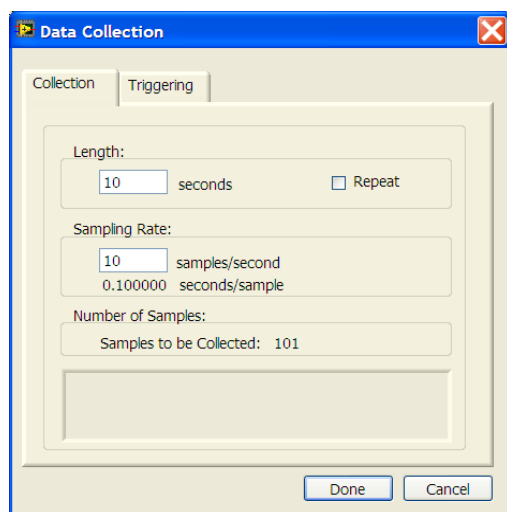 Data Collection
Collection Triggering
Length:
10 seconds Repeat
Sampling Rate:
10 samples/second
0.100000 seconds/sample
Number of Samples:
Samples to be Collected: 101
Done Cancel